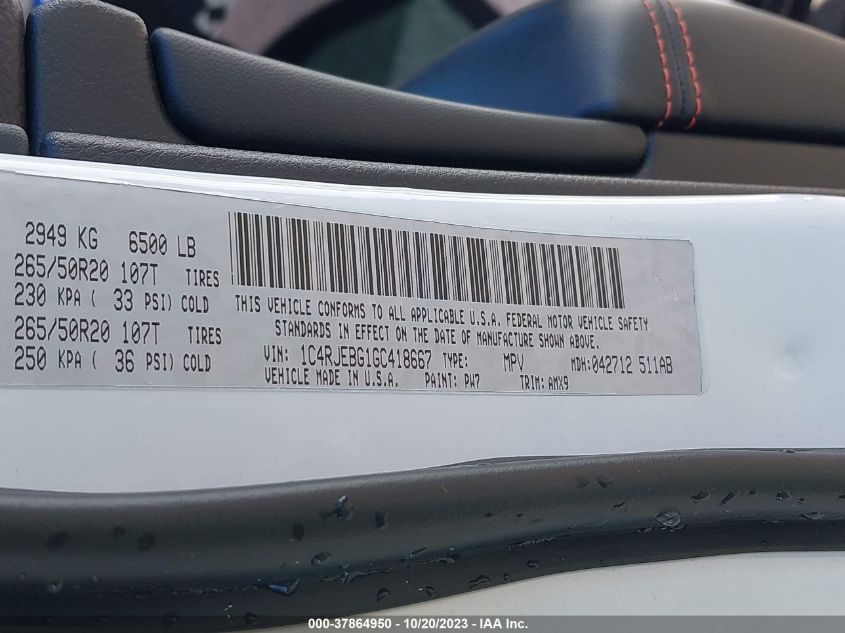 2949 KG 6500 LB
265/50R20 107T TIRES
230 KPA ( 33 PSI) COLD
265/50R20 107T TIRES
250 KPA ( 36 PSI) COLD
THIS VEHICLE CONFORMS TO ALL APPLICABLE U.S.A. FEDERAL MOTOR VEHICLE SAFETY
STANDARDS IN EFFECT ON THE DATE OF MANUFACTURE SHOWN ABOVE.
VIN: 1C4RJEBG1GC418667 TYPE: MPV MDH:042712 511AB
VEHICLE MADE IN U.S.A. PAINT: PW7 TRIM: AMX9
000-37864950 - 10/20/2023 - IAA Inc.